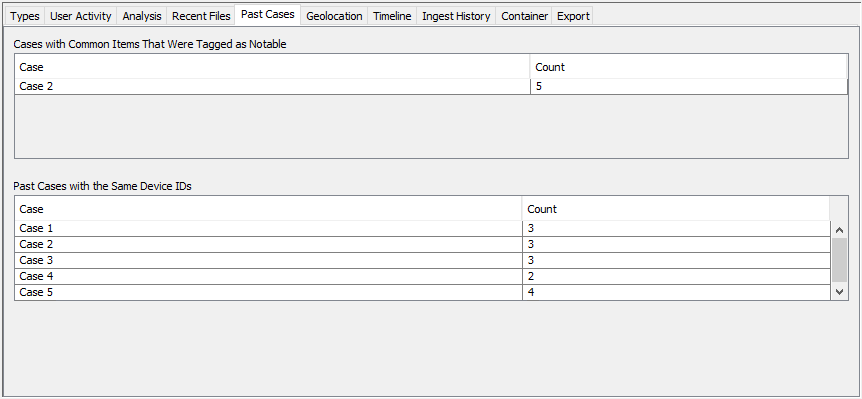 Types User Activity Analysis Recent Files Past Cases Geolocation Timeline Ingest History Container Export
Cases with Common Items That Were Tagged as Notable
Case Count
Case 2 5
Past Cases with the Same Device IDs
Case Count
Case 1 3
Case 2 3
Case 3 3
Case 4 2
Case 5 4